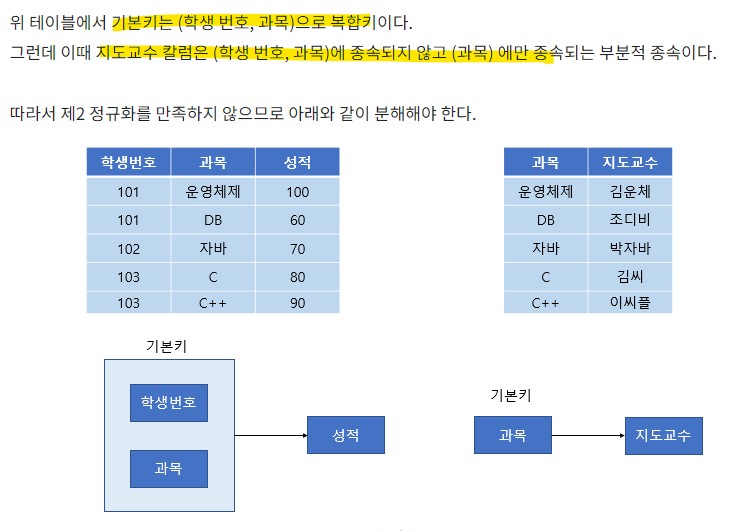 위 테이블에서 기본키는 (학생 번호, 과목)으로 복합키이다.
그런데 이때 지도교수 칼럼은 (학생 번호, 과목)에 종속되지 않고 (과목) 에만 종속되는 부분적 종속이다.
따라서 제2 정규화를 만족하지 않으므로 아래와 같이 분해해야 한다.
학생번호 과목 성적
101 운영체제 100
101 DB 60
102 자바 70
103 C 80
103 C++ 90
과목 지도교수
운영체제 김운체
DB 조디비
자바 박자바
C 김씨
C++ 이씨플
기본키
학생번호
과목
성적
기본키
과목
지도교수